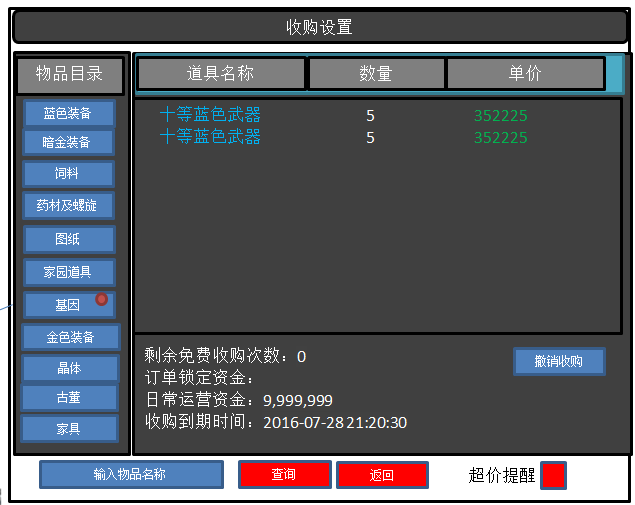 收购设置
物品目录
道具名称 数量 单价
蓝色装备
暗金装备
饲料
药材及螺旋
图纸
家园道具
基因
金色装备
晶体
古董
家具
十等蓝色武器 5 352225
十等蓝色武器 5 352225
剩余免费收购次数：0
订单锁定资金：
日常运营资金：9,999,999
收购到期时间：2016-07-28 21:20:30
撤销收购
输入物品名称 查询 返回 超价提醒